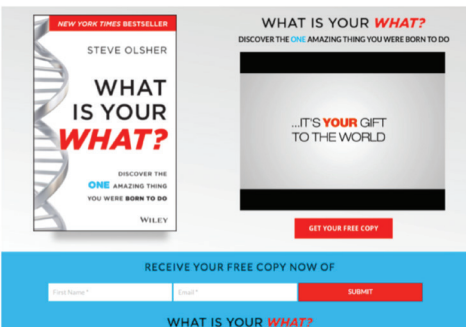 NEW YORK TIMES BESTSELLER
STEVE OLSHER
WHAT
IS YOUR
WHAT?
DISCOVER THE
ONE AMAZING THING
YOU WERE BORN TO DO
WILEY
WHAT IS YOUR WHAT?
DISCOVER THE ONE AMAZING THING YOU WERE BORN TO DO
...IT'S YOUR GIFT
TO THE WORLD
GET YOUR FREE COPY
RECEIVE YOUR FREE COPY NOW OF
First Name* Email* SUBMIT
WHAT IS YOUR WHAT?